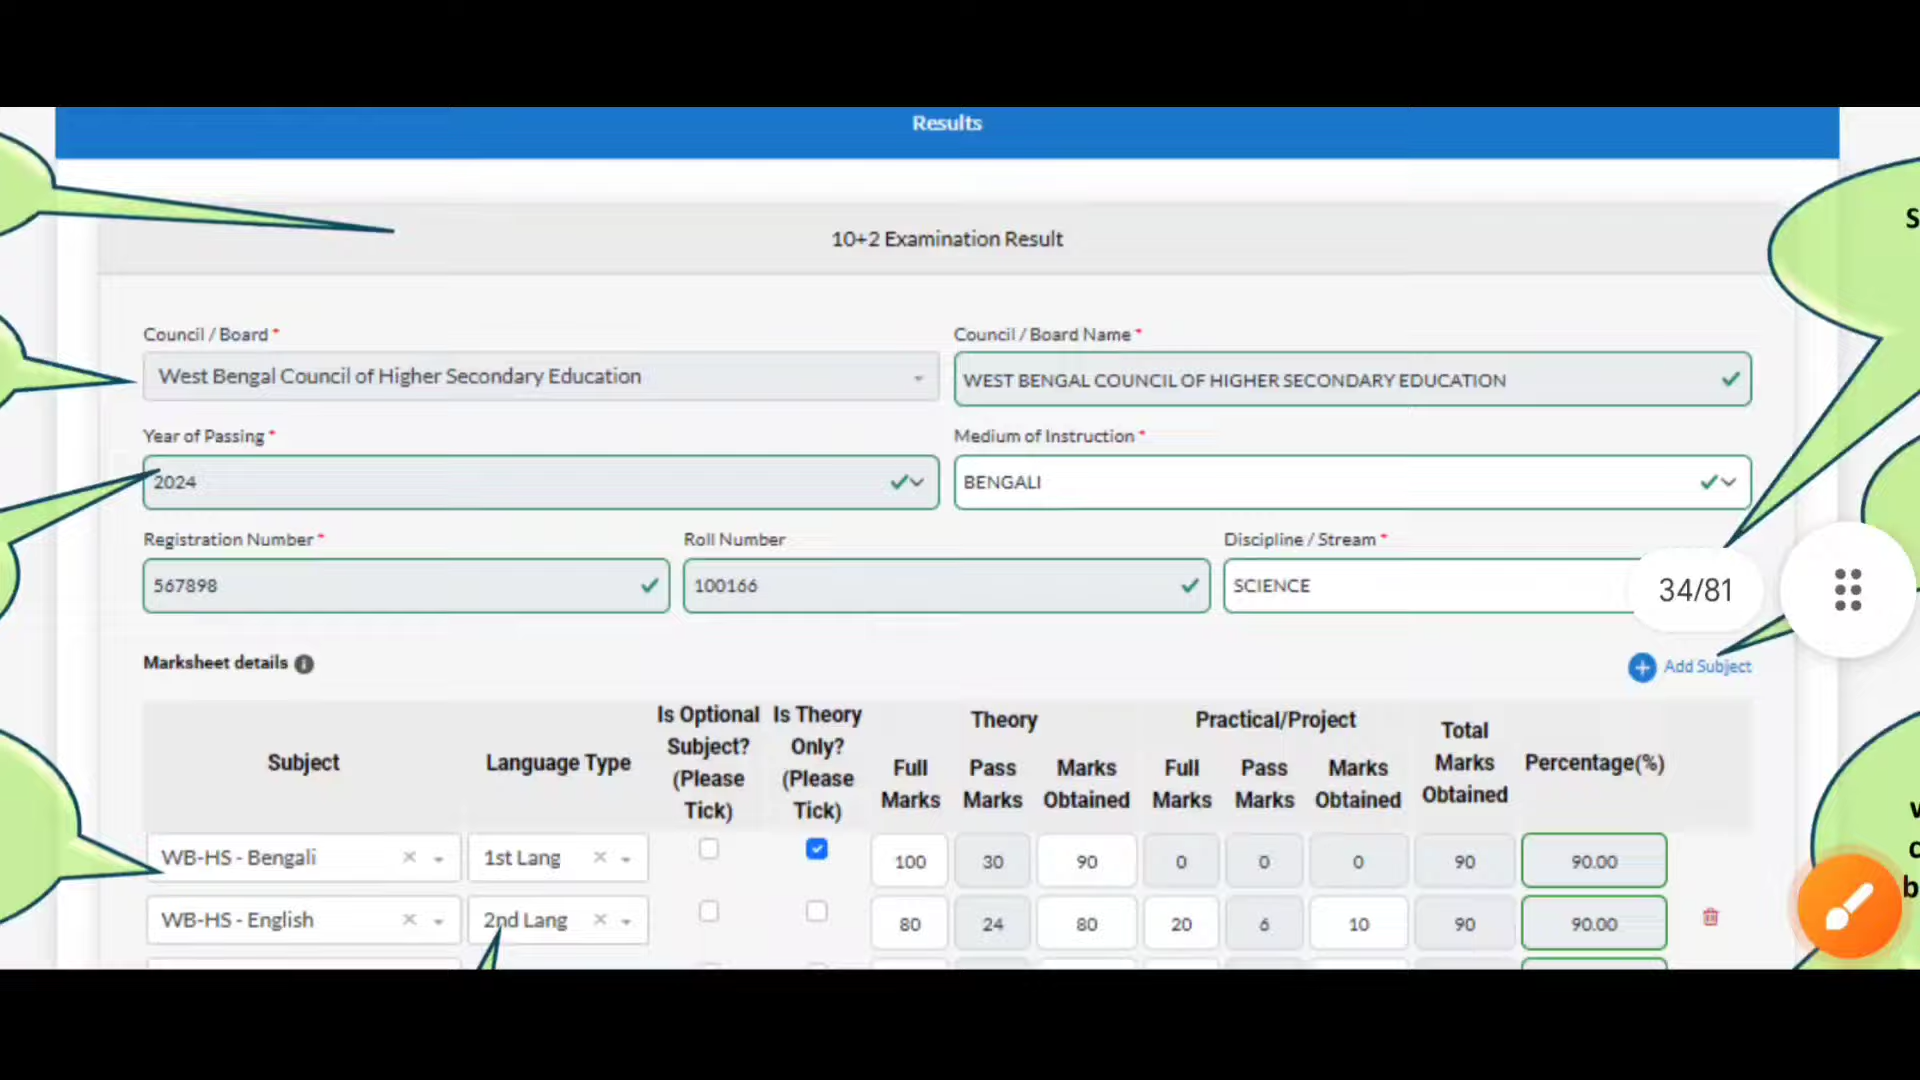 Results
10+2 Examination Result
Council / Board * Council / Board Name *
West Bengal Council of Higher Secondary Education WEST BENGAL COUNCIL OF HIGHER SECONDARY EDUCATION
Year of Passing * Medium of Instruction *
2024 BENGALI
Registration Number * Roll Number Discipline / Stream *
567898 100166 SCIENCE
34/81
Marksheet details
Add Subject
Subject Language Type Is Optional Subject? (Please Tick) Is Theory Only? (Please Tick) Theory Practical/Project Total Marks Obtained Percentage(%)
Full Marks Pass Marks Marks Obtained Full Marks Pass Marks Marks Obtained
WB-HS - Bengali 1st Lang 100 30 90 0 0 0 90 90.00
WB-HS - English 2nd Lang 80 24 80 20 6 10 90 90.00